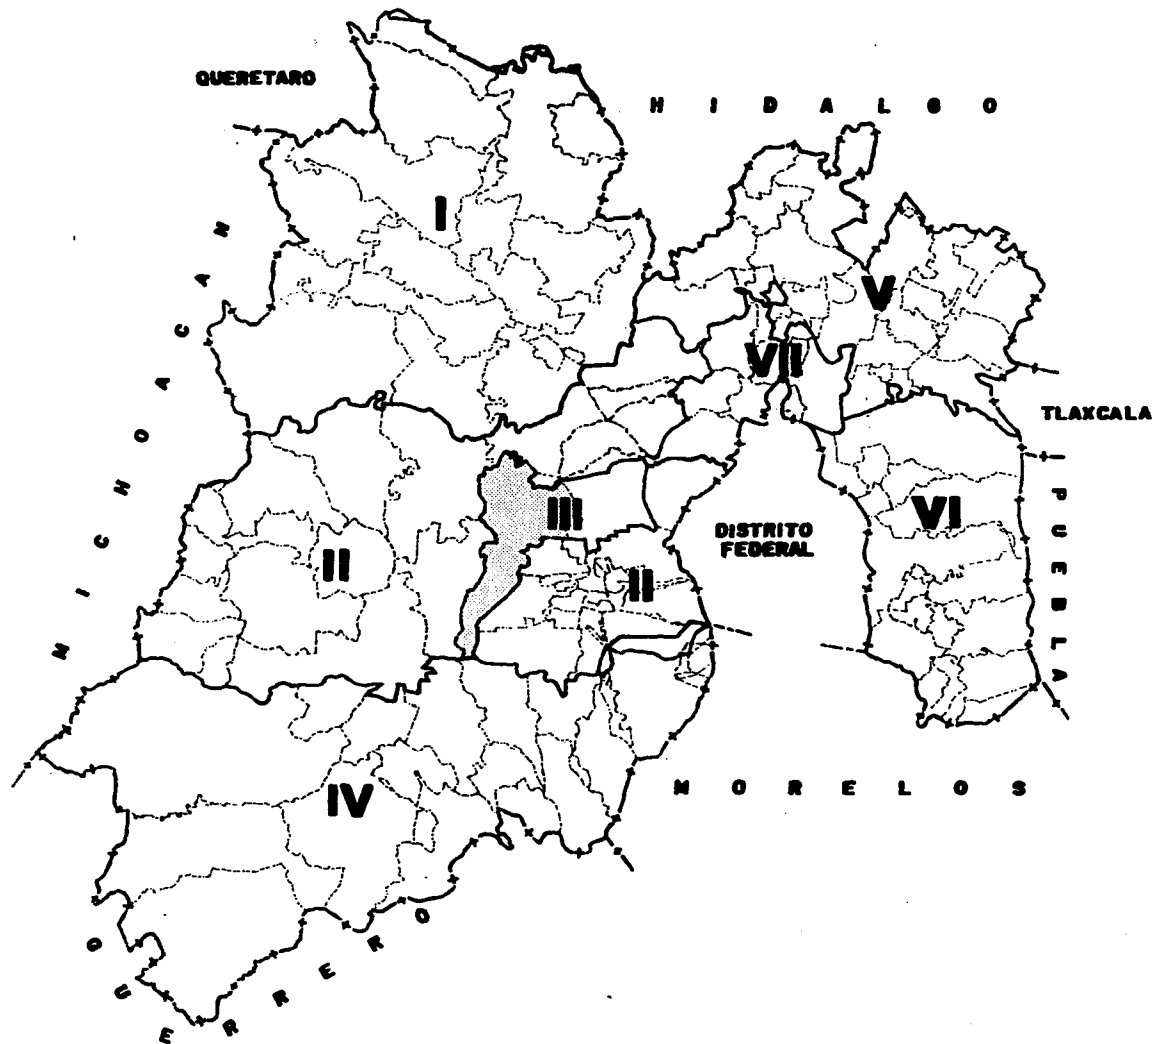 QUERETARO
H I D A L G O
I
M I C H O A C A N
V
VII
TLAXCALA
III
VI
P U E B L A
DISTRITO
FEDERAL
II
II
IV
M O R E L O S
G U E R R E R O